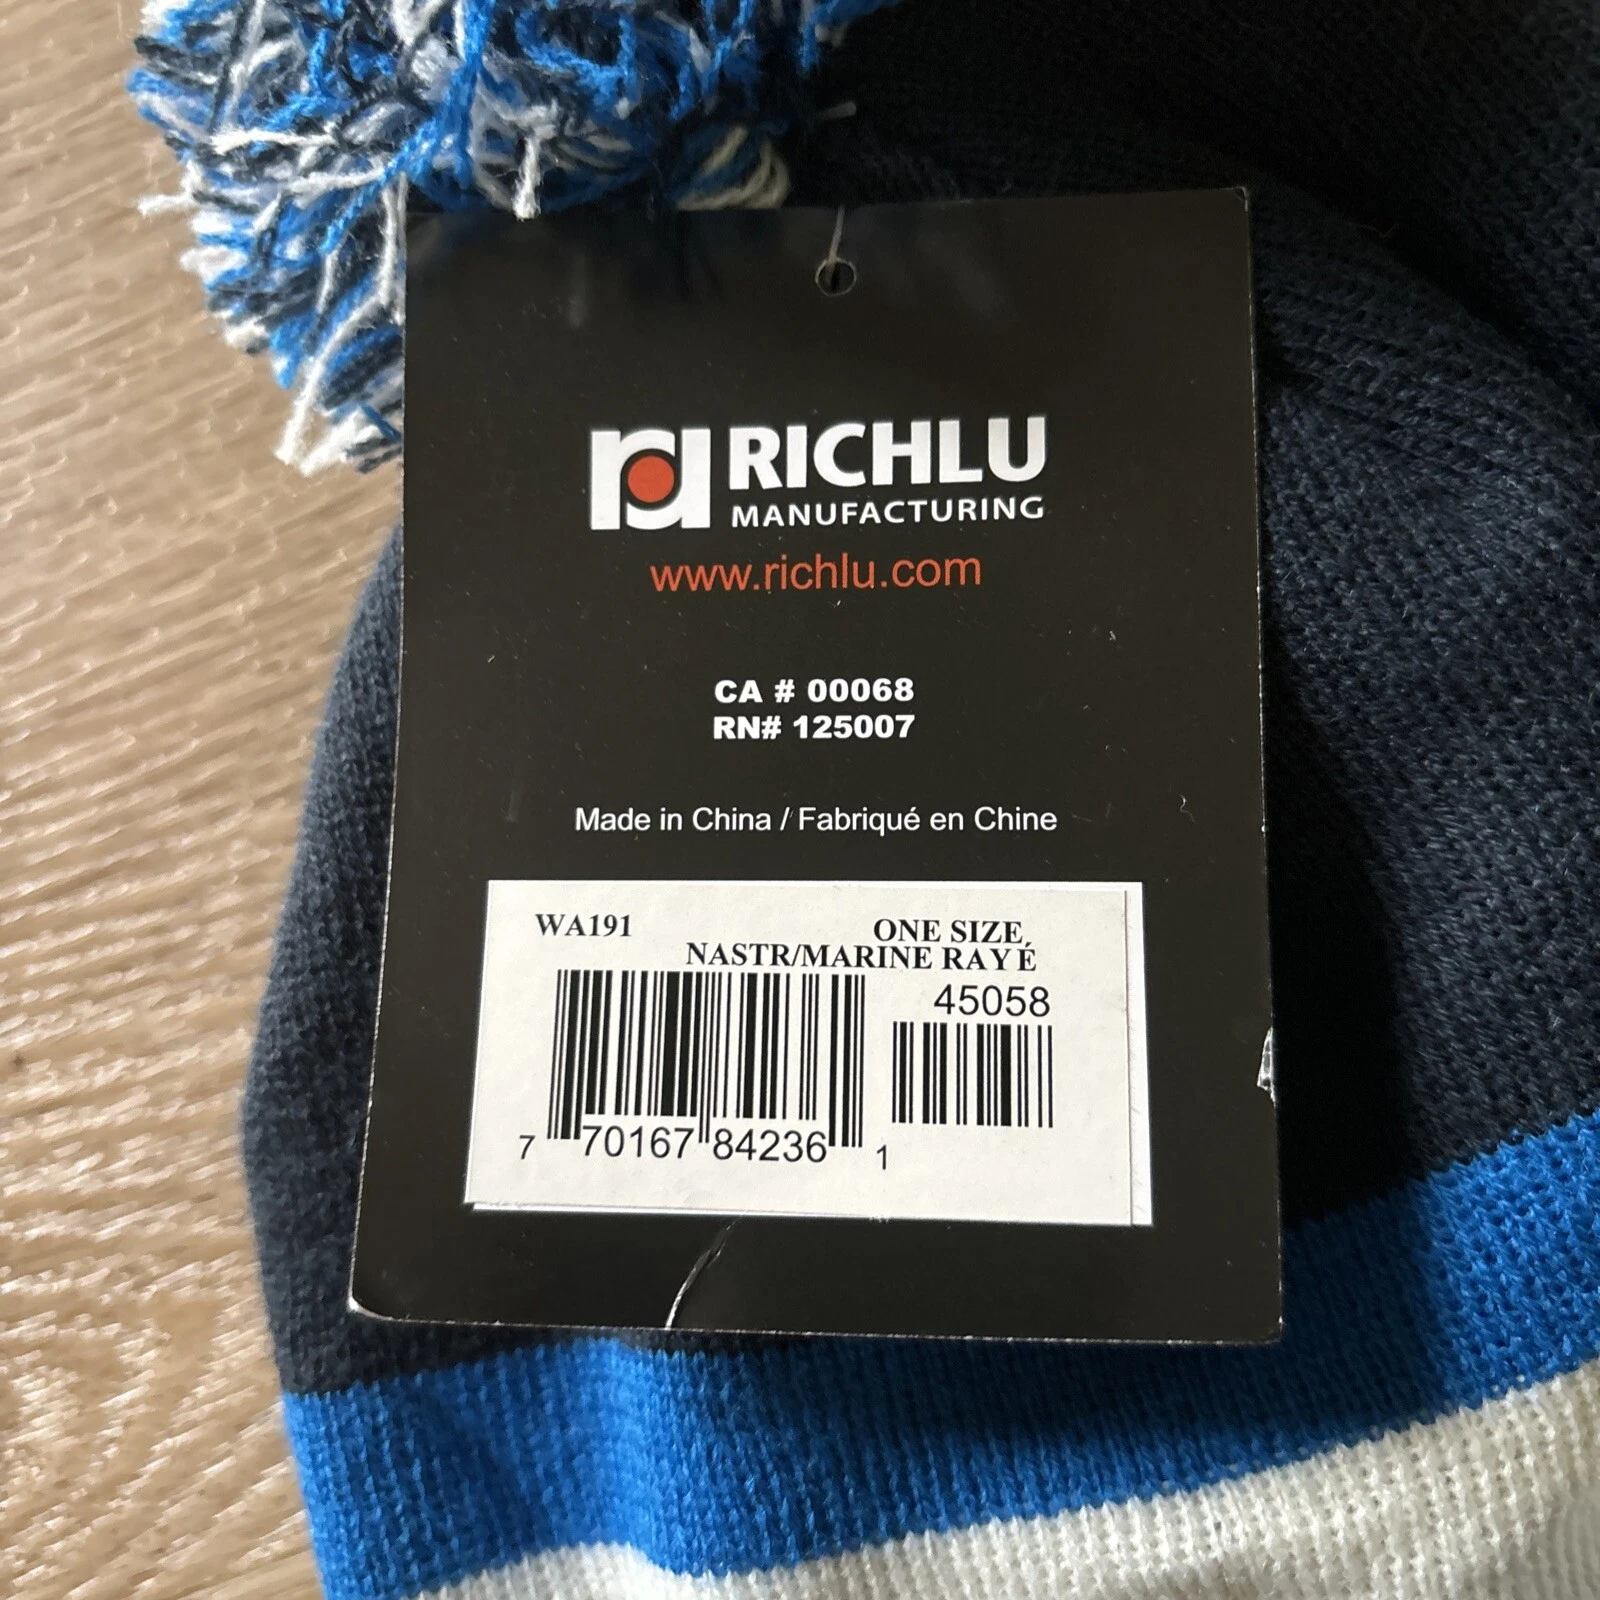 RICHLU
MANUFACTURING
www.richlu.com
CA # 00068
RN# 125007
Made in China / Fabriqué en Chine
WA191 ONE SIZE
NASTR/MARINE RAYÉ
45058
7 70167 84236 1